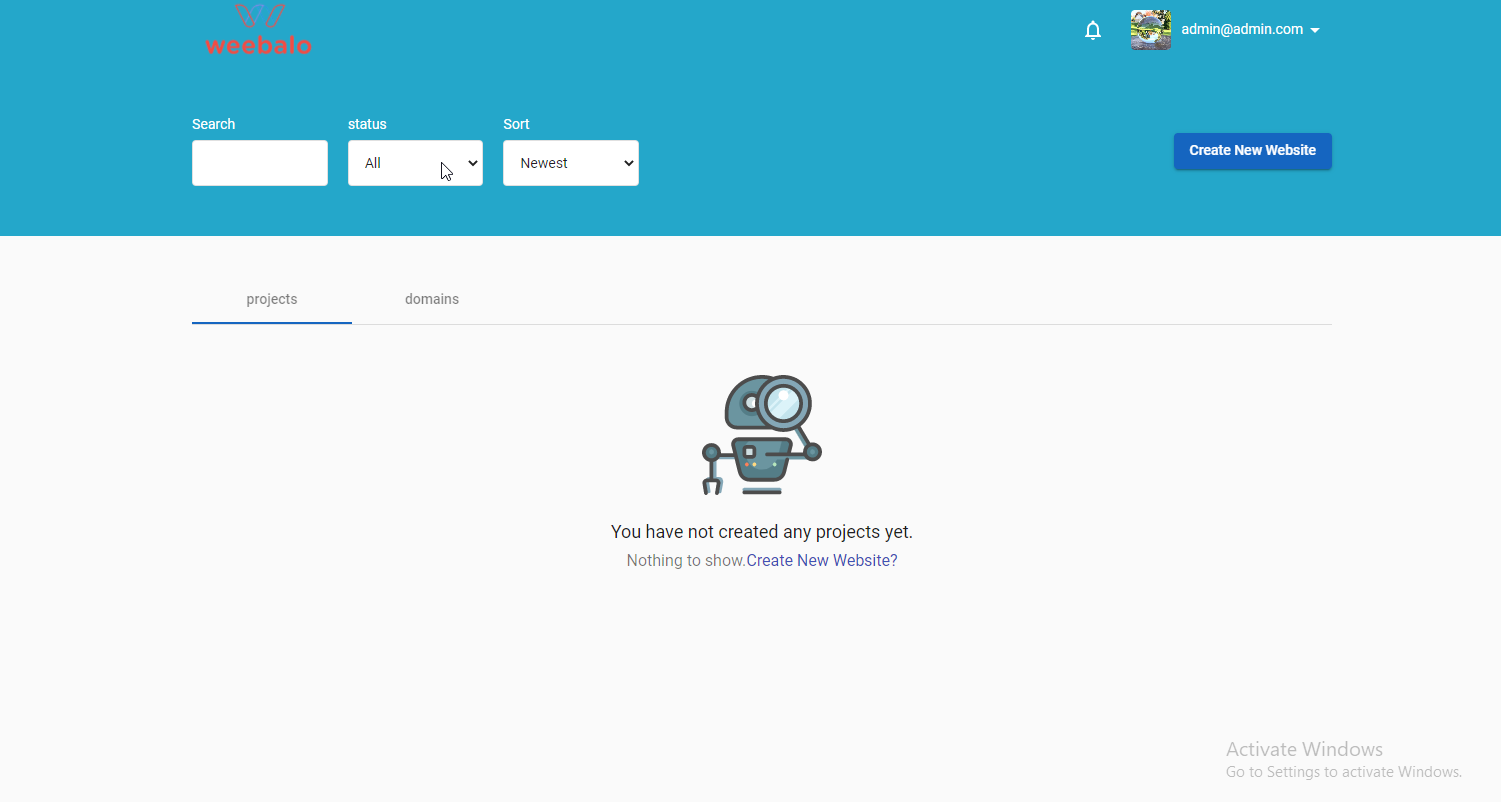 weebalo
admin@admin.com
Search
status
Sort
All
Newest
Create New Website
projects
domains
You have not created any projects yet.
Nothing to show.Create New Website?
Activate Windows
Go to Settings to activate Windows.